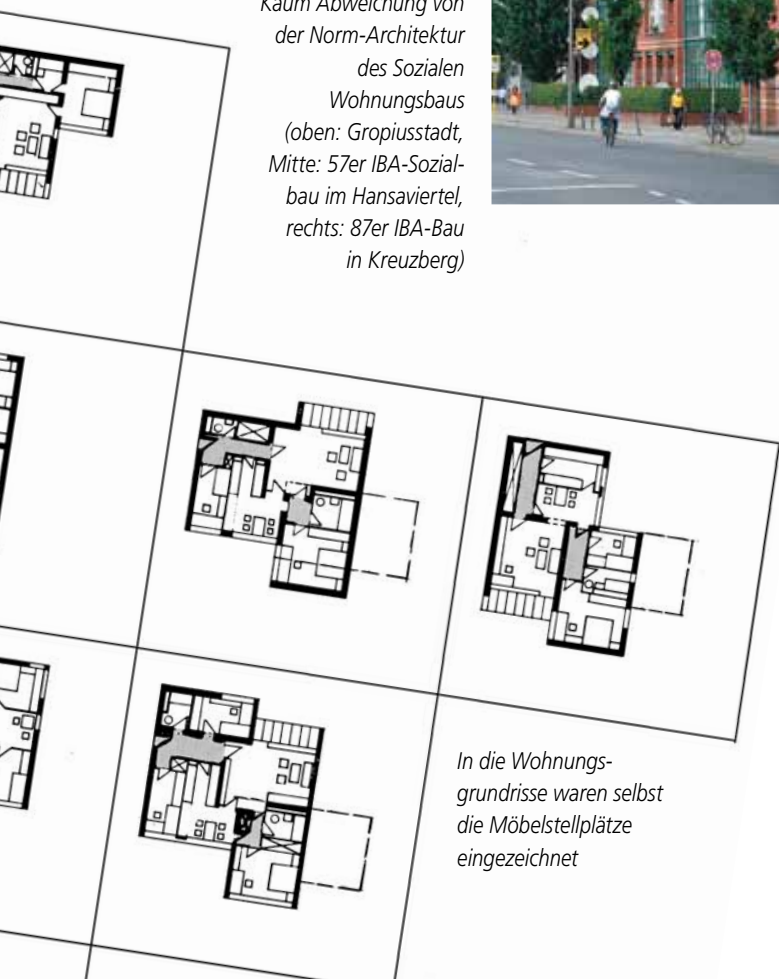 Kaum Abweichung von
der Norm-Architektur
des Sozialen
Wohnungsbaus
(oben: Gropiusstadt,
Mitte: 57er IBA-Sozial-
bau im Hansaviertel,
rechts: 87er IBA-Bau
in Kreuzberg)
In die Wohnungs-
grundrisse waren selbst
die Möbelstellplätze
eingezeichnet